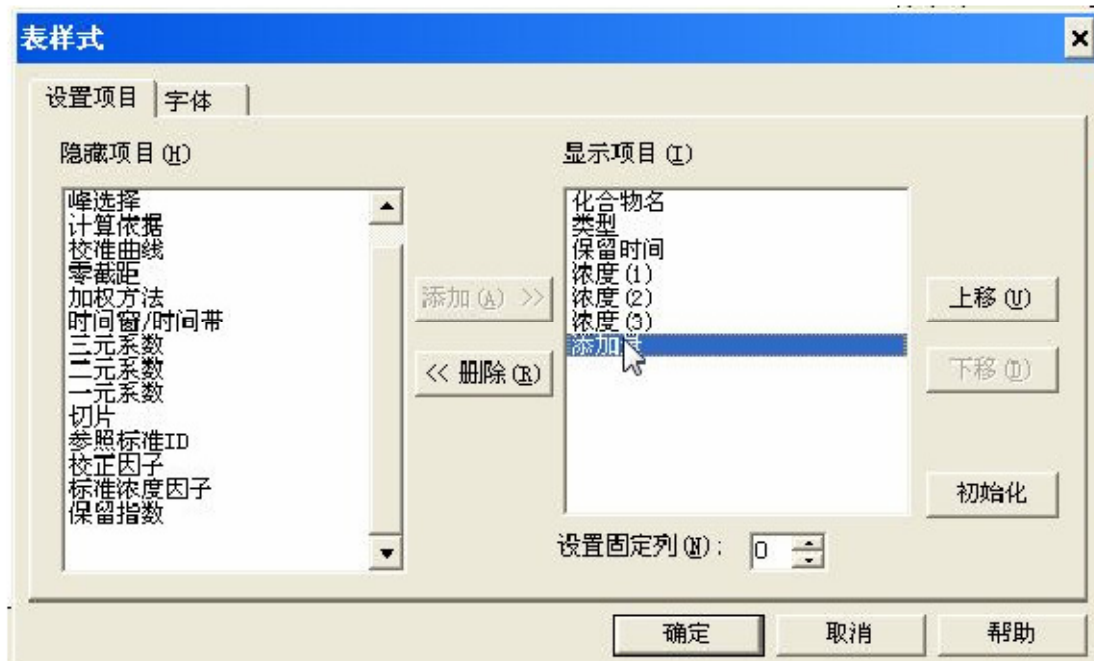 表样式
设置项目
字体
隐藏项目(H)
显示项目(I)
峰选择
计算依据
校准曲线
零截距
加权方法
时间窗/时间带
三元系数
二元系数
一元系数
切片
参照标准ID
校正因子
标准浓度因子
保留指数
添加(A) >>
<< 删除(R)
化合物名
类型
保留时间
浓度(1)
浓度(2)
浓度(3)
添加量
上移(U)
下移(D)
初始化
设置固定列(N): 0
确定
取消
帮助